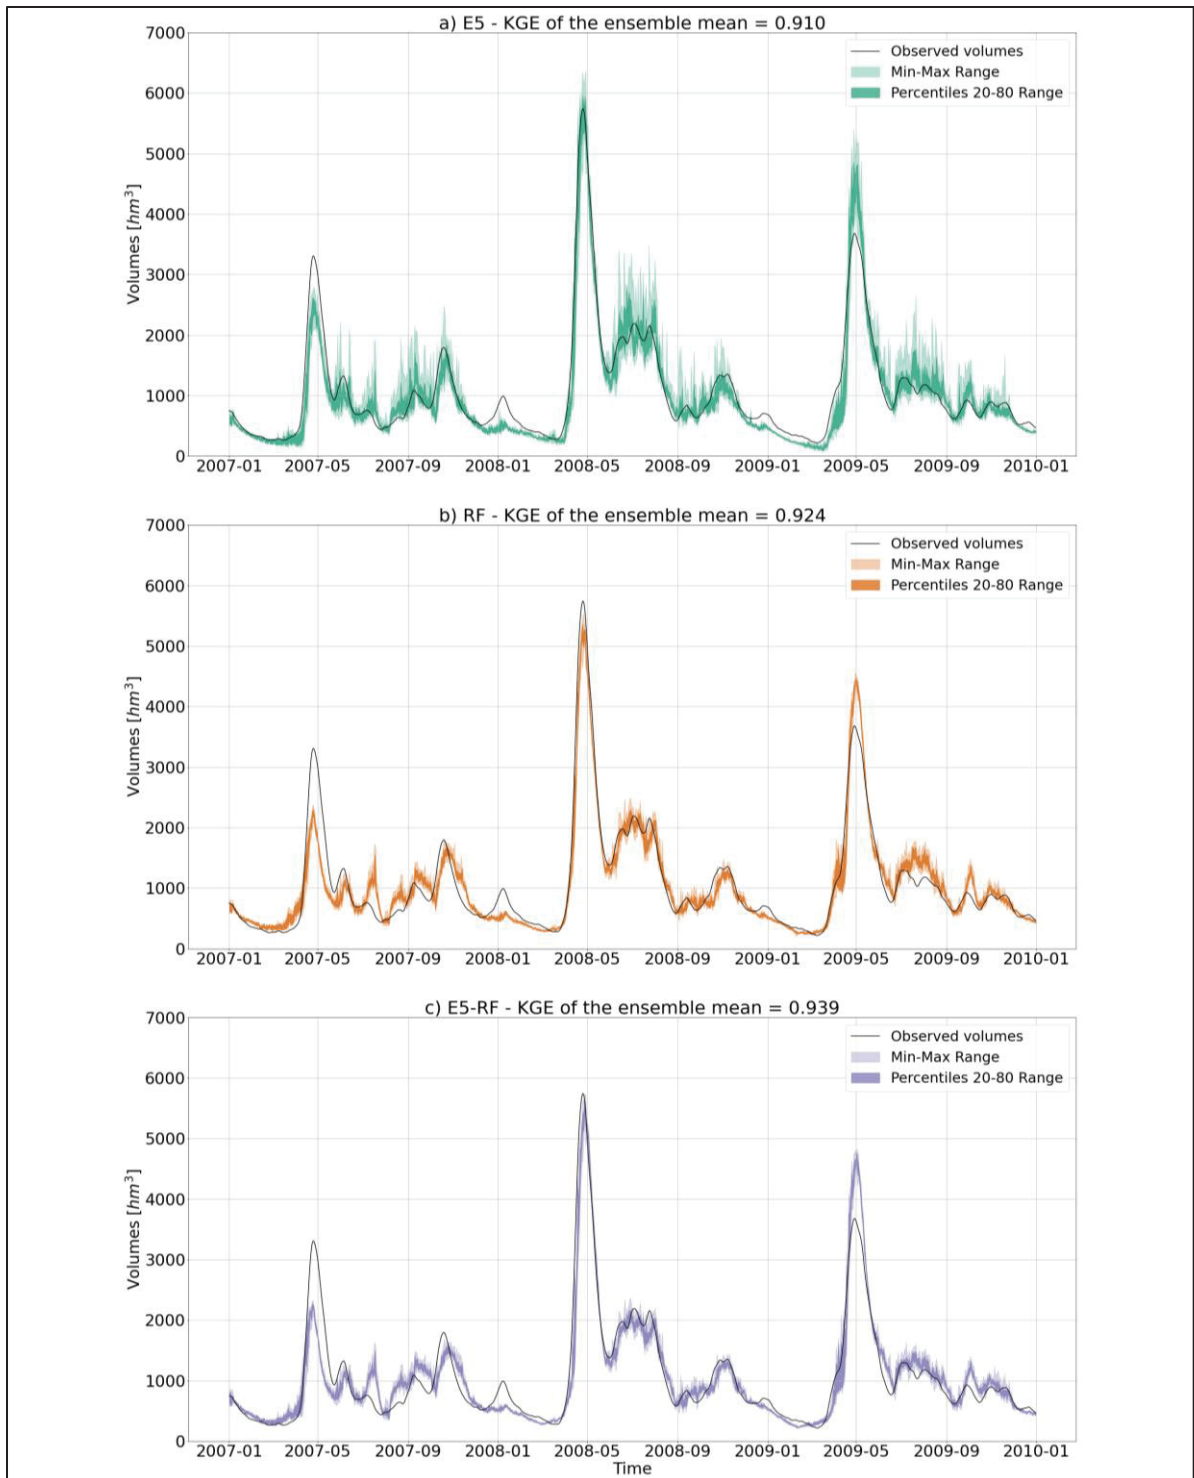 a) E5 - KGE of the ensemble mean = 0.910
7000
6000
5000
4000
3000
2000
1000
0
Volumes [hm³]
Observed volumes
Min-Max Range
Percentiles 20-80 Range
2007-01 2007-05 2007-09 2008-01 2008-05 2008-09 2009-01 2009-05 2009-09 2010-01
b) RF - KGE of the ensemble mean = 0.924
7000
6000
5000
4000
3000
2000
1000
0
Volumes [hm³]
Observed volumes
Min-Max Range
Percentiles 20-80 Range
2007-01 2007-05 2007-09 2008-01 2008-05 2008-09 2009-01 2009-05 2009-09 2010-01
c) E5-RF - KGE of the ensemble mean = 0.939
7000
6000
5000
4000
3000
2000
1000
0
Volumes [hm³]
Observed volumes
Min-Max Range
Percentiles 20-80 Range
2007-01 2007-05 2007-09 2008-01 2008-05 2008-09 2009-01 2009-05 2009-09 2010-01
Time